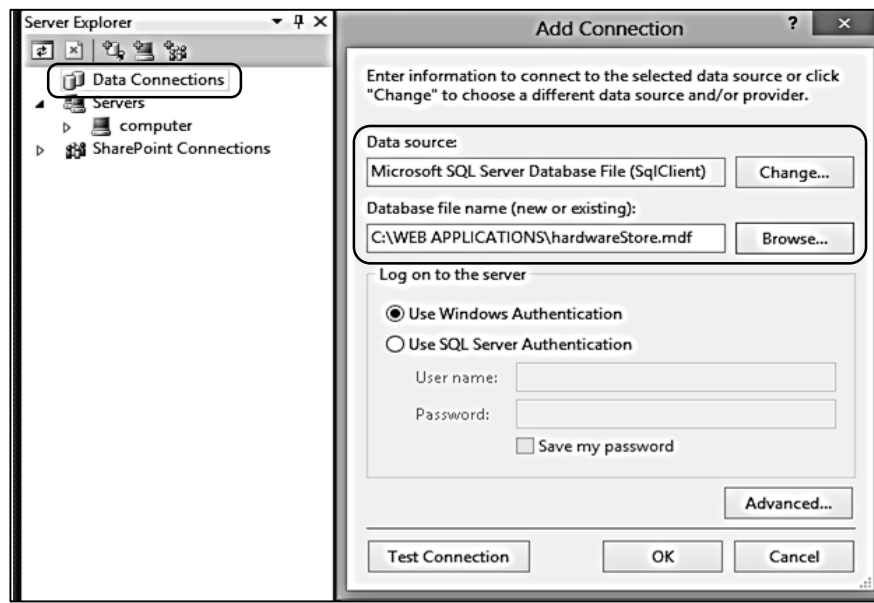 Server Explorer
Data Connections
Servers
computer
SharePoint Connections
Add Connection
?
Enter information to connect to the selected data source or click
"Change" to choose a different data source and/or provider.
Data source:
Microsoft SQL Server Database File (SqlClient)
Change...
Database file name (new or existing):
C:\WEB APPLICATIONS\hardwareStore.mdf
Browse...
Log on to the server
Use Windows Authentication
Use SQL Server Authentication
User name:
Password:
Save my password
Advanced...
Test Connection
OK
Cancel